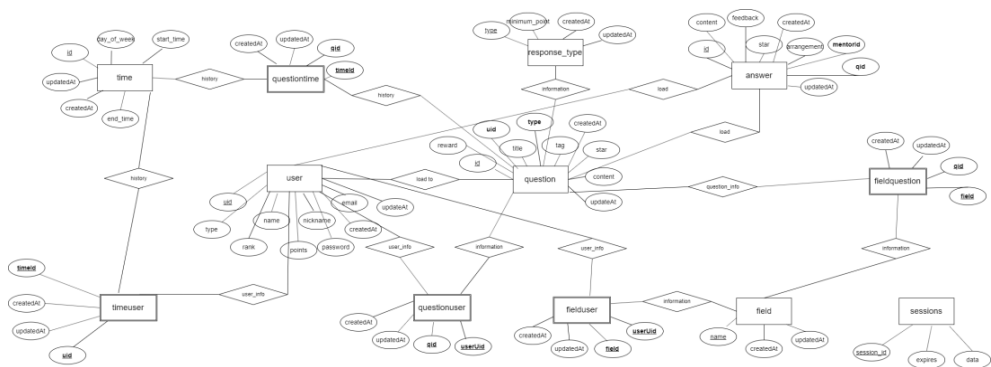 minimum_point
createdAt
type
updatedAt
response_type
information
content
feedback
createdAt
id
star
arrangement
mentorId
qid
updatedAt
answer
day_of_week
start_time
id
updatedAt
createdAt
end_time
time
history
createdAt
updatedAt
qid
timeId
questiontime
history
load
load
uid
type
createdAt
reward
title
tag
star
id
content
updateAt
question
user
load to
uid
type
rank
name
points
nickname
password
email
createdAt
updateAt
question_info
createdAt
updatedAt
qid
field
fieldquestion
history
user_info
information
user_info
information
timeId
createdAt
updatedAt
uid
timeuser
user_info
createdAt
updatedAt
qid
userUid
questionuser
fielduser
userUid
createdAt
updatedAt
field
information
field
name
createdAt
updatedAt
sessions
session_id
expires
data